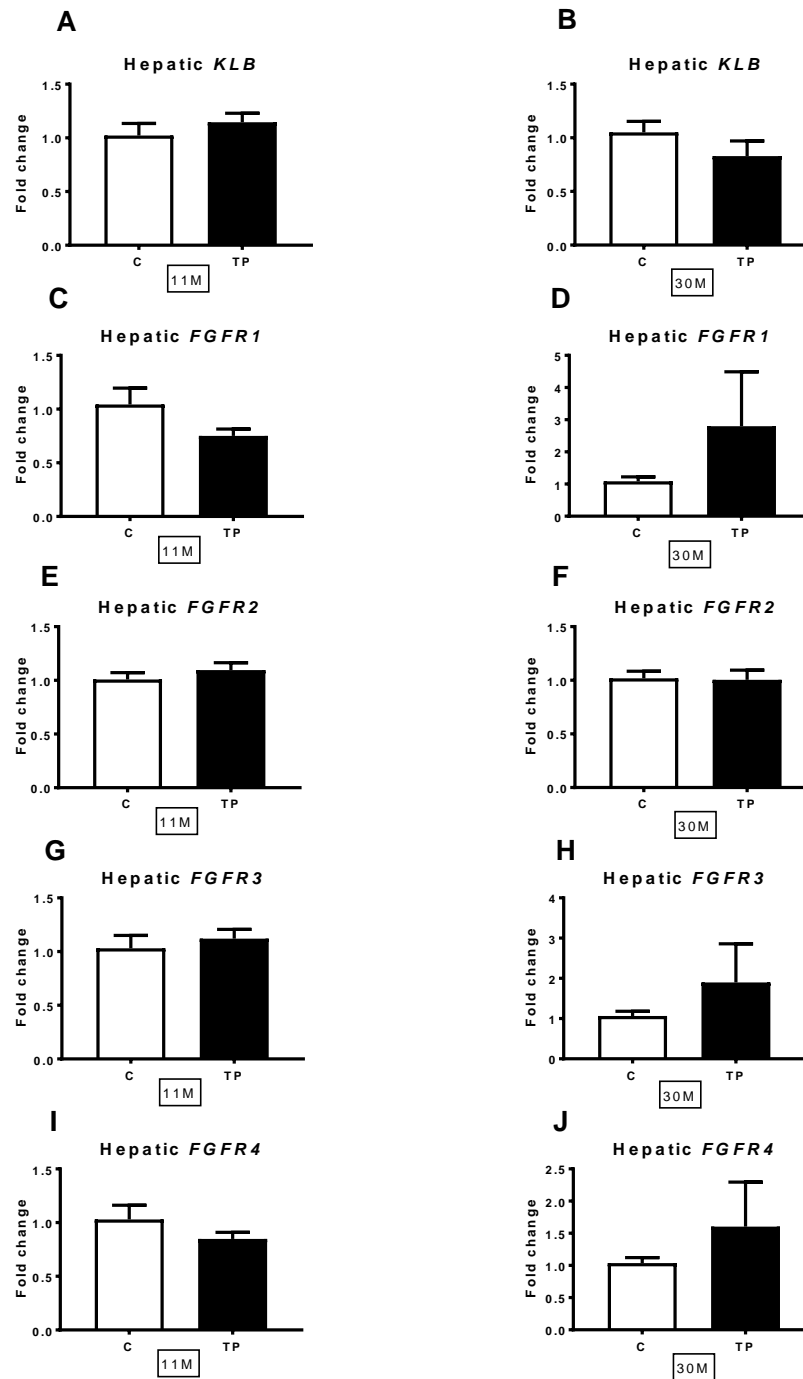 A
Hepatic KLB
1.5
1.0
0.5
0.0
Fold change
C
TP
11M
B
Hepatic KLB
1.5
1.0
0.5
0.0
Fold change
C
TP
30M
C
Hepatic FGFR1
1.5
1.0
0.5
0.0
Fold change
C
TP
11M
D
Hepatic FGFR1
5
4
3
2
1
0
Fold change
C
TP
30M
E
Hepatic FGFR2
1.5
1.0
0.5
0.0
Fold change
C
TP
11M
F
Hepatic FGFR2
1.5
1.0
0.5
0.0
Fold change
C
TP
30M
G
Hepatic FGFR3
1.5
1.0
0.5
0.0
Fold change
C
TP
11M
H
Hepatic FGFR3
4
3
2
1
0
Fold change
C
TP
30M
I
Hepatic FGFR4
1.5
1.0
0.5
0.0
Fold change
C
TP
11M
J
Hepatic FGFR4
2.5
2.0
1.5
1.0
0.5
0.0
Fold change
C
TP
30M